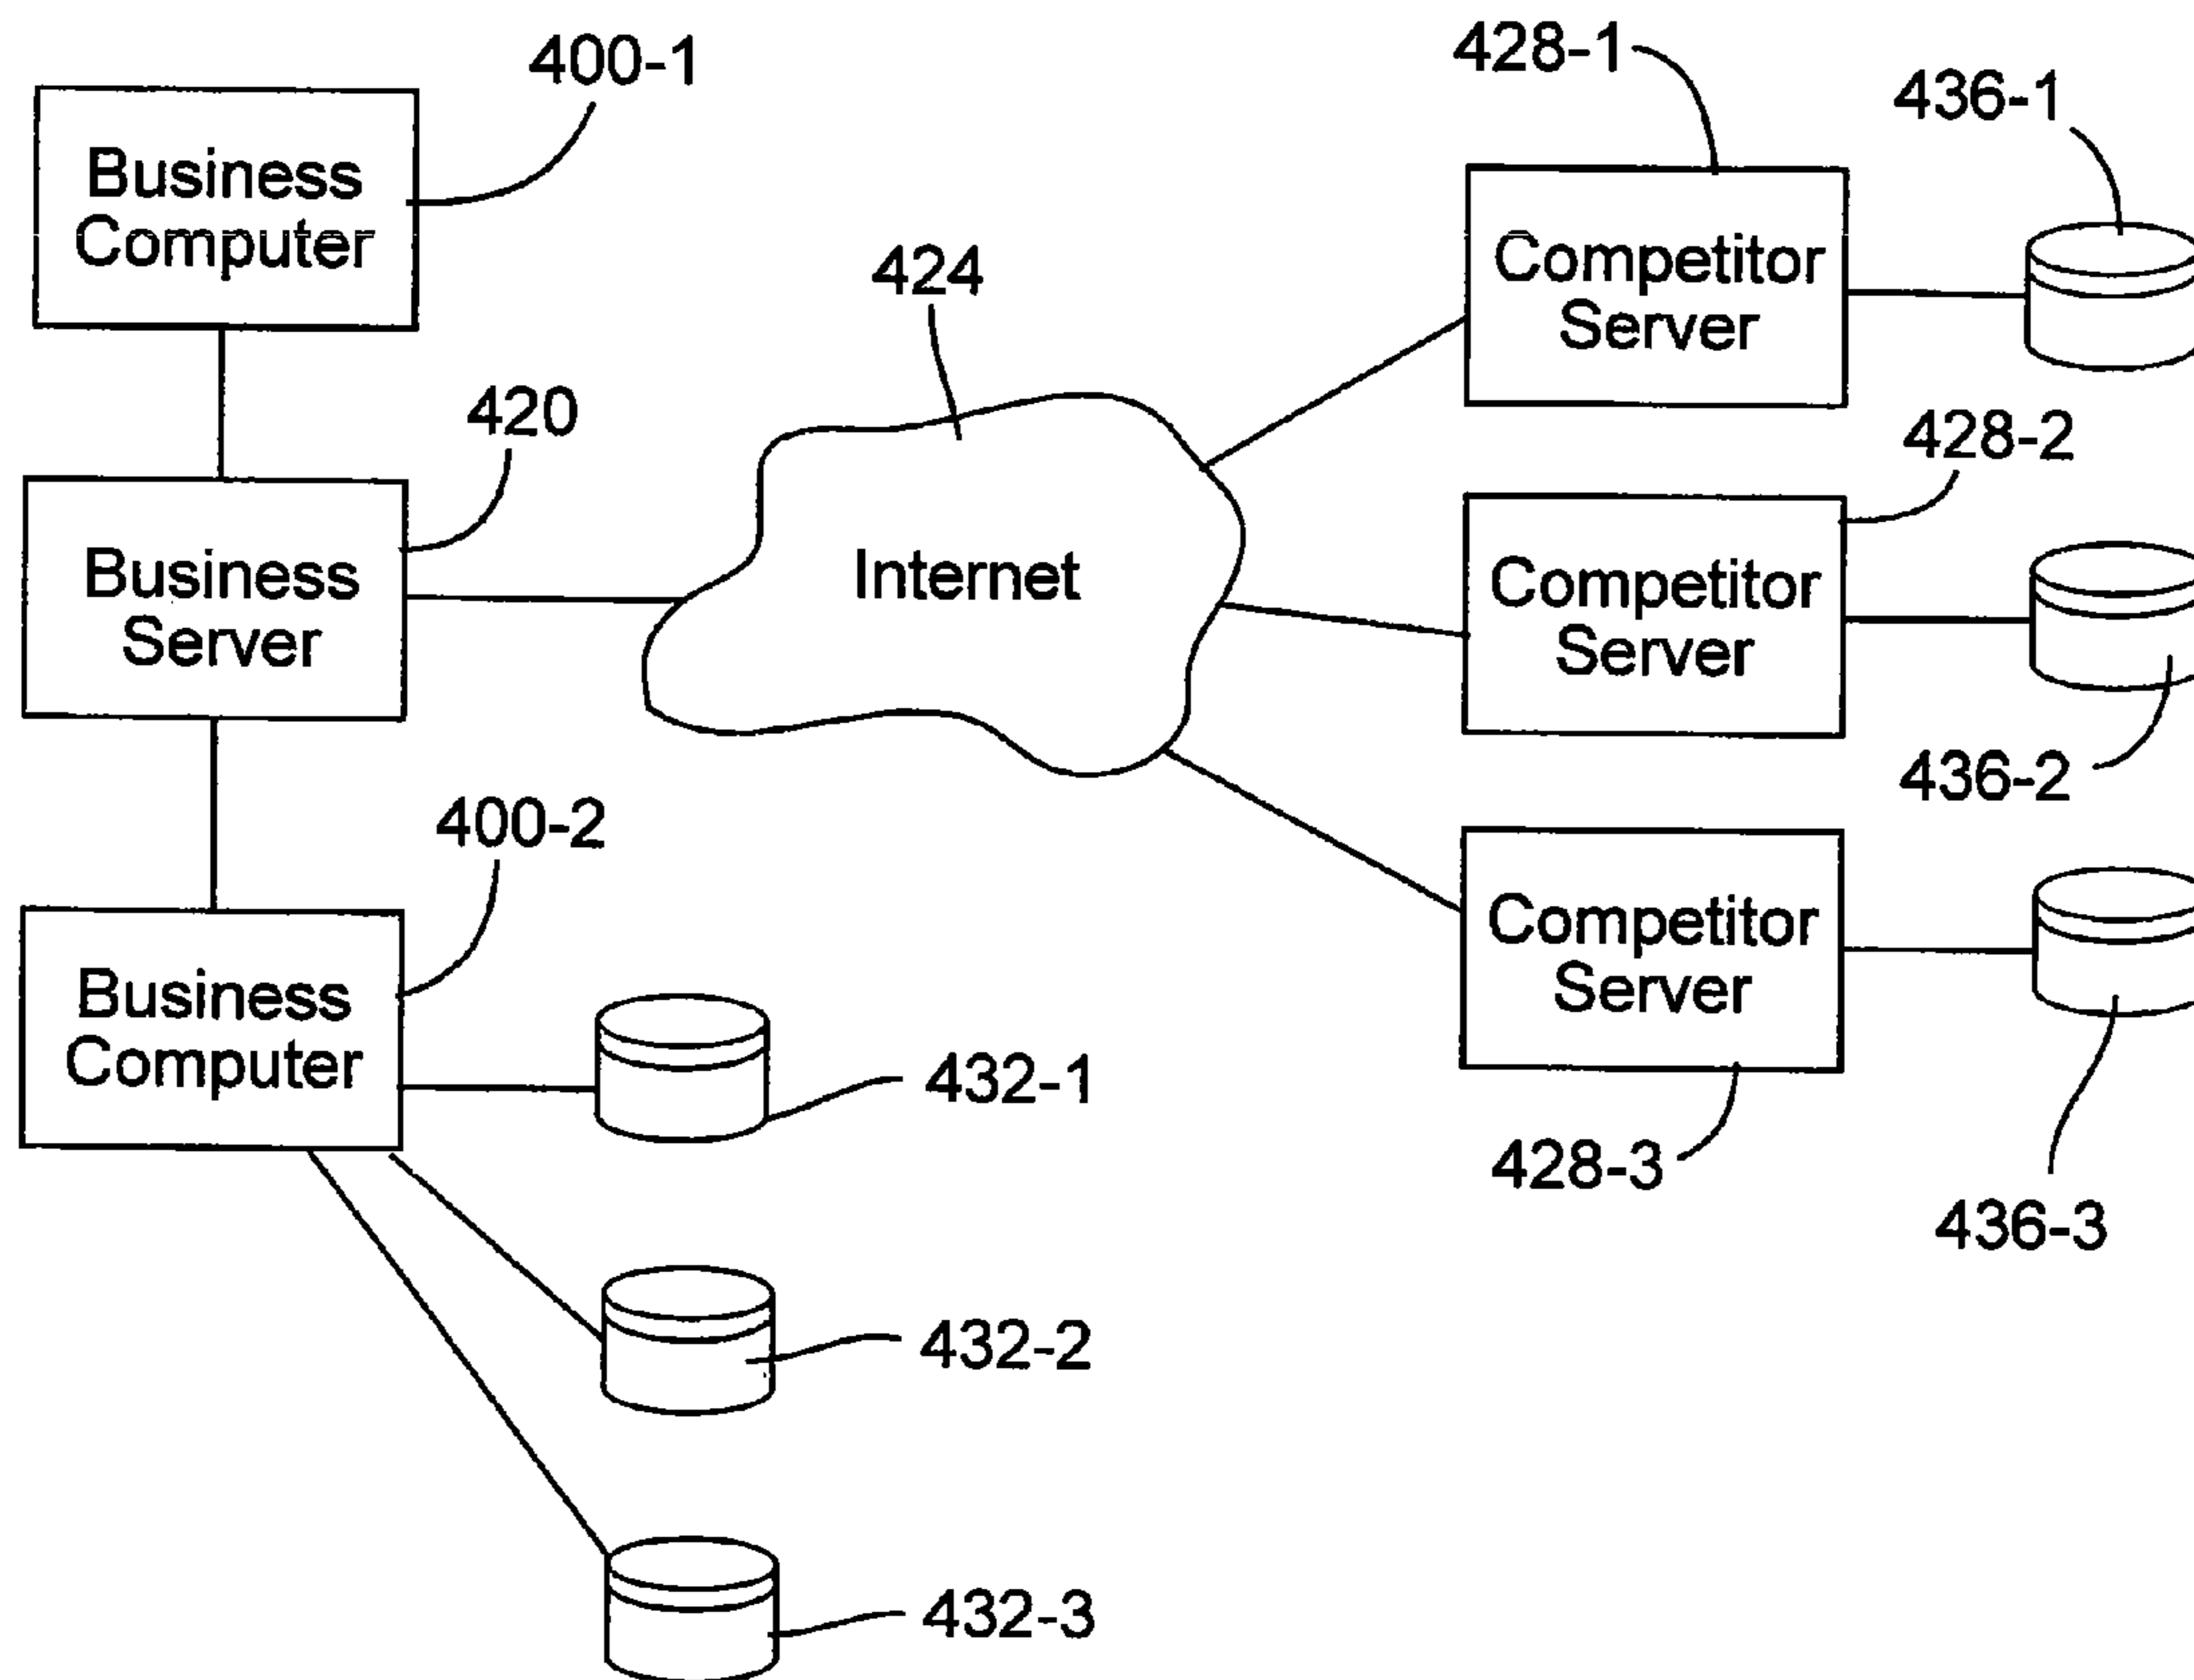 400-1
428-1
436-1
Business
Computer
424
Competitor
Server
420
428-2
Business
Server
Internet
Competitor
Server
436-2
400-2
Business
Computer
Competitor
Server
432-1
428-3
436-3
432-2
432-3